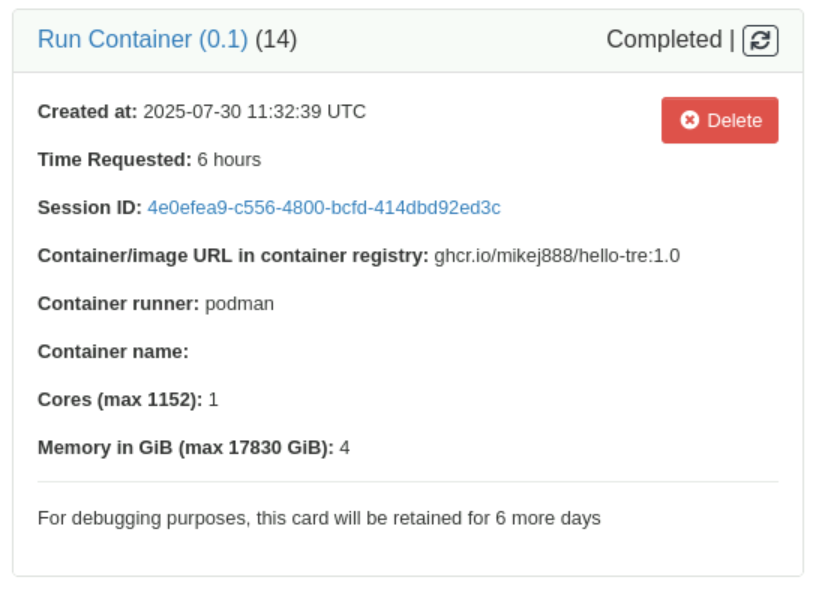 Run Container (0.1) (14)
Completed |
Created at: 2025-07-30 11:32:39 UTC
Delete
Time Requested: 6 hours
Session ID: 4e0efea9-c556-4800-bcfd-414dbd92ed3c
Container/image URL in container registry: ghcr.io/mikej888/hello-tre:1.0
Container runner: podman
Container name:
Cores (max 1152): 1
Memory in GiB (max 17830 GiB): 4
For debugging purposes, this card will be retained for 6 more days